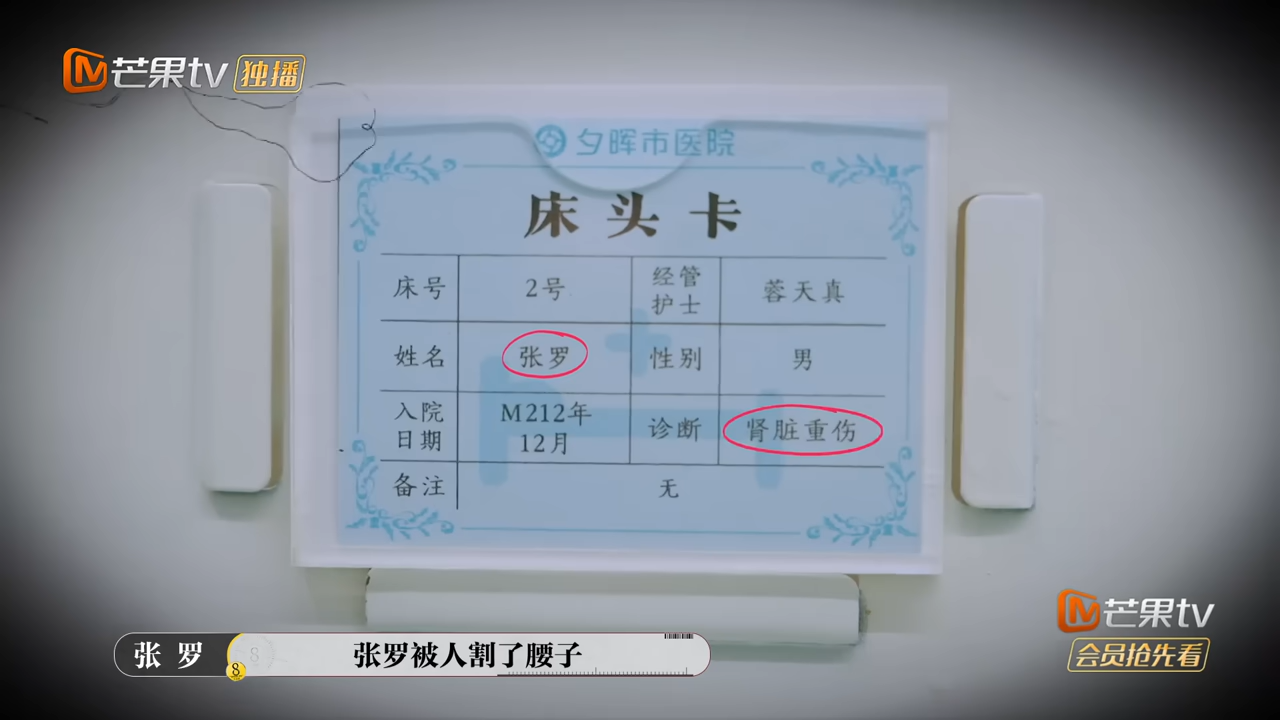 芒果tv 独播
夕晖市医院
床头卡
床号 2号 经管护士 蓉天真
姓名 张罗 性别 男
入院日期 M212年12月 诊断 肾脏重伤
备注 无
芒果tv
会员抢先看
张罗 8 8 张罗被人割了腰子